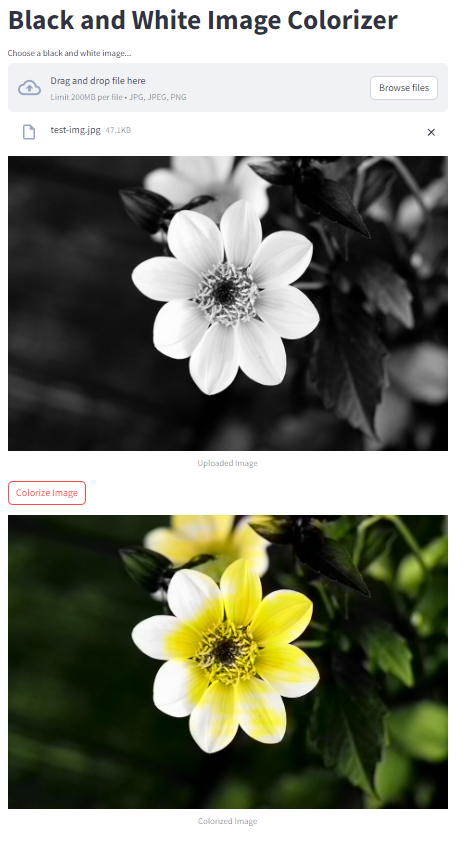 Black and White Image Colorizer
Choose a black and white image...
Drag and drop file here
Limit 200MB per file • JPG, JPEG, PNG
Browse files
test-img.jpg 47.1KB
Uploaded Image
Colorize Image
Colorized Image